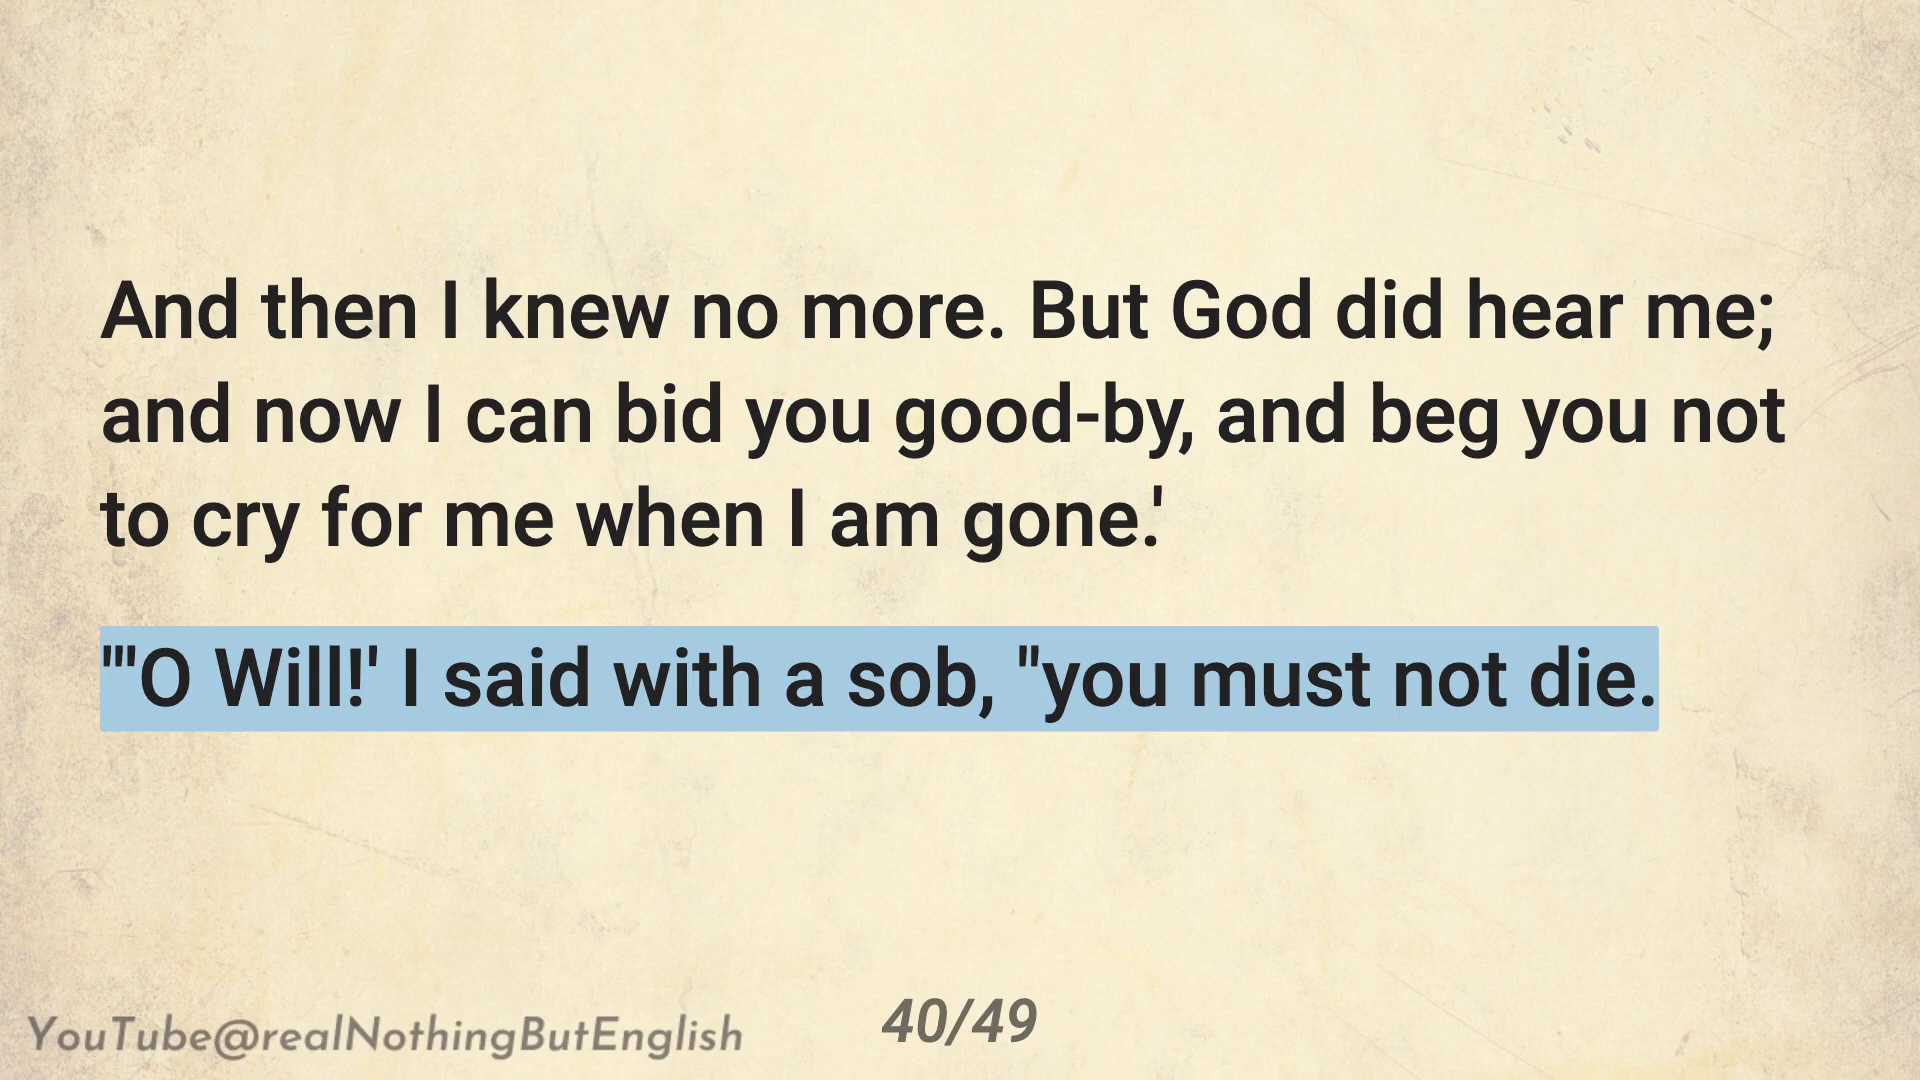 And then I knew no more. But God did hear me;
and now I can bid you good-by, and beg you not
to cry for me when I am gone.'
"'O Will!' I said with a sob, "you must not die.
YouTube@realNothingButEnglish
40/49